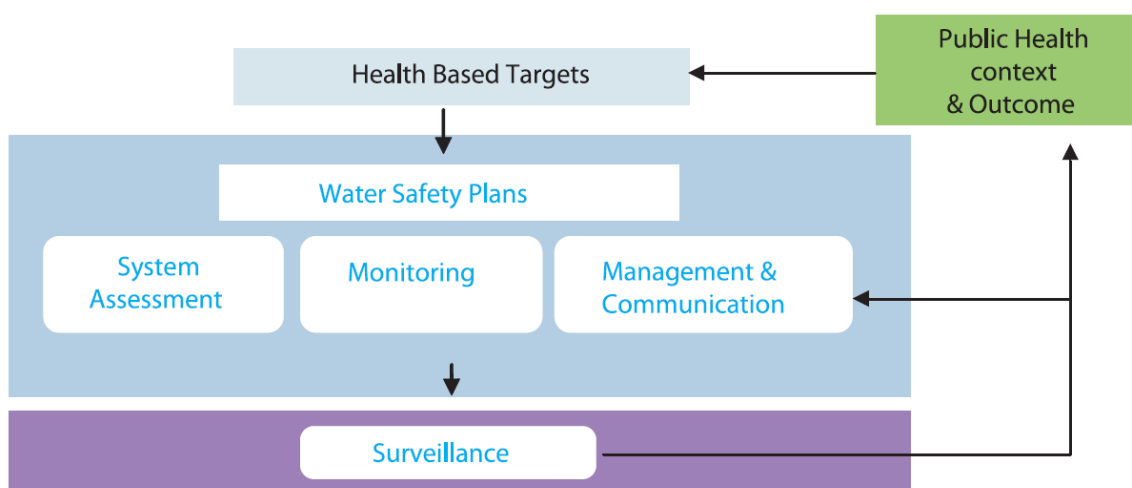 Public Health
context
& Outcome
Health Based Targets
Water Safety Plans
System
Assessment
Monitoring
Management &
Communication
Surveillance